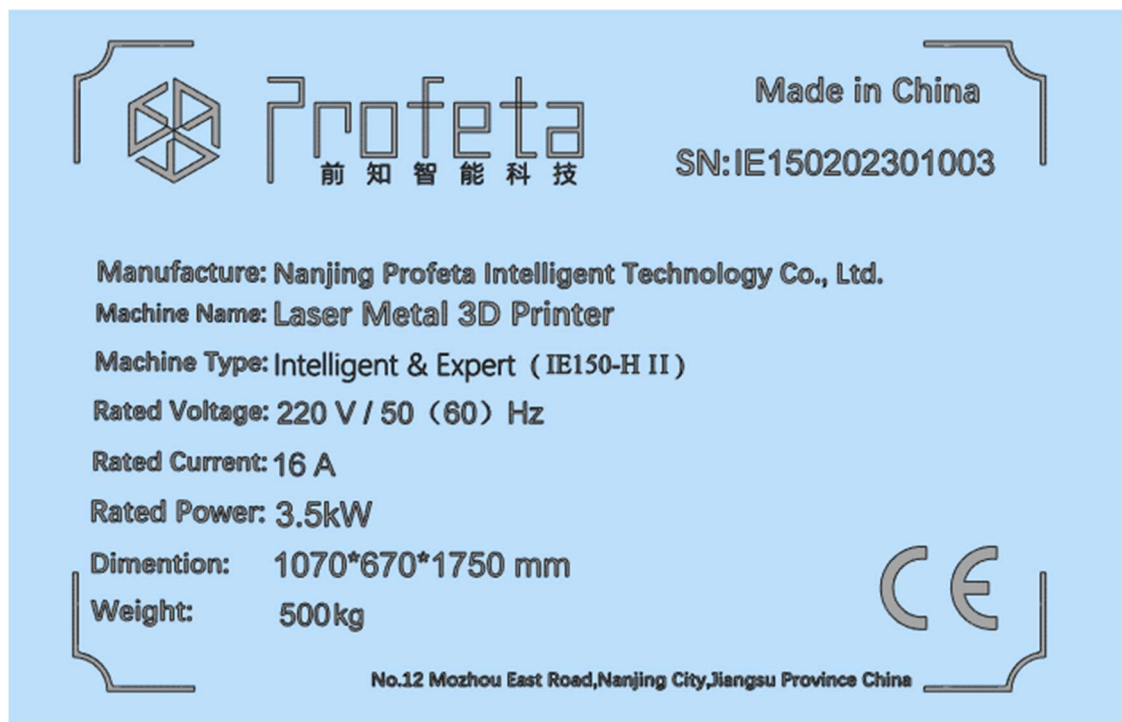 Profeta
前知智能科技
Made in China
SN:IE150202301003
Manufacture: Nanjing Profeta Intelligent Technology Co., Ltd.
Machine Name: Laser Metal 3D Printer
Machine Type: Intelligent & Expert (IE150-H II)
Rated Voltage: 220 V / 50（60）Hz
Rated Current: 16 A
Rated Power: 3.5kW
Dimention: 1070*670*1750 mm
Weight: 500kg
CE
No.12 Mozhou East Road,Nanjing City,Jiangsu Province China